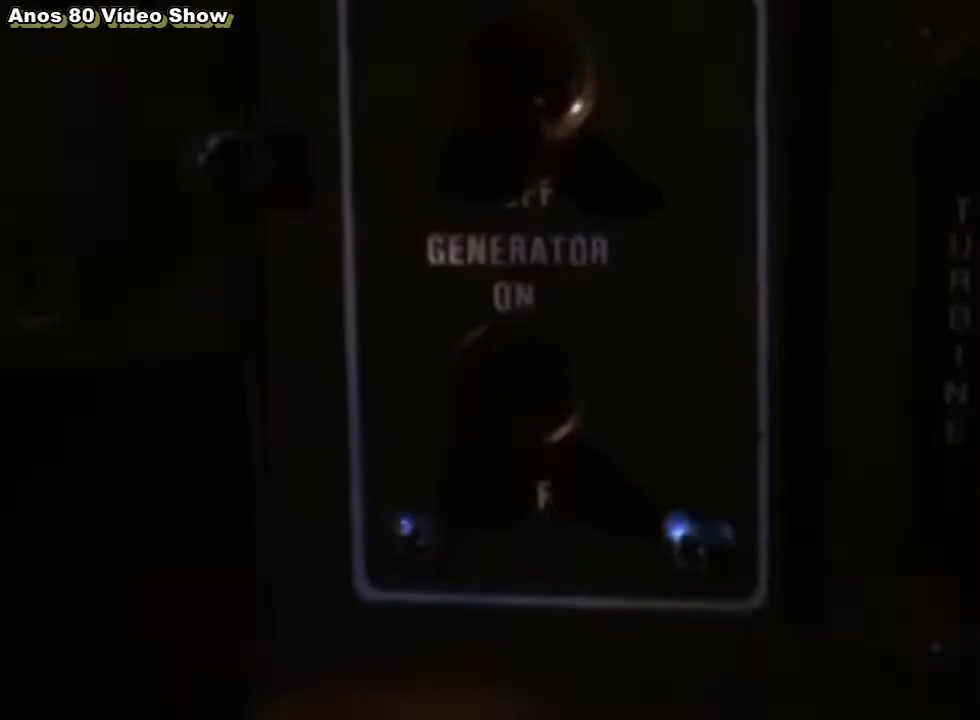 Anos 80 Vídeo Show
GENERATOR
ON
F
TURBINE